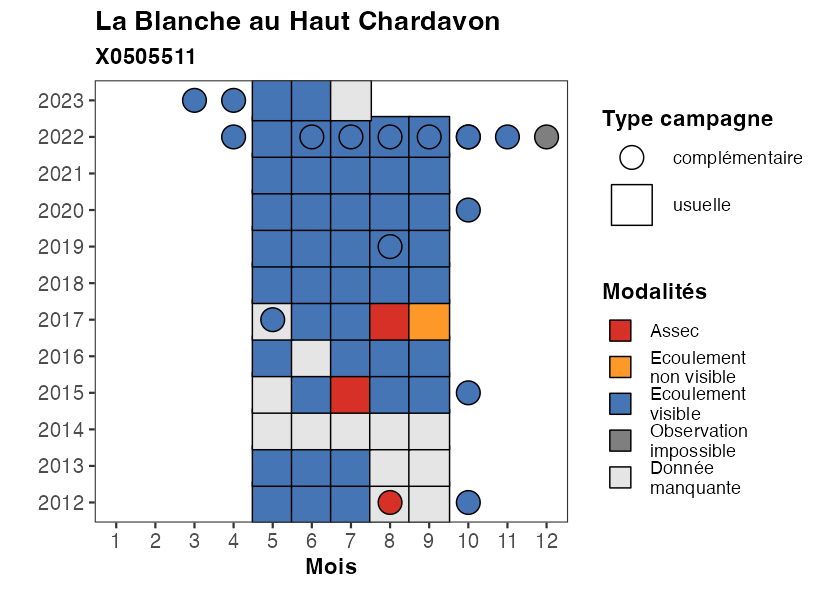 La Blanche au Haut Chardavon
X0505511
2023
2022
2021
2020
2019
2018
2017
2016
2015
2014
2013
2012
1 2 3 4 5 6 7 8 9 10 11 12
Mois
Type campagne
complémentaire
usuelle
Modalités
Assec
Ecoulement
non visible
Ecoulement
visible
Observation
impossible
Donnée
manquante